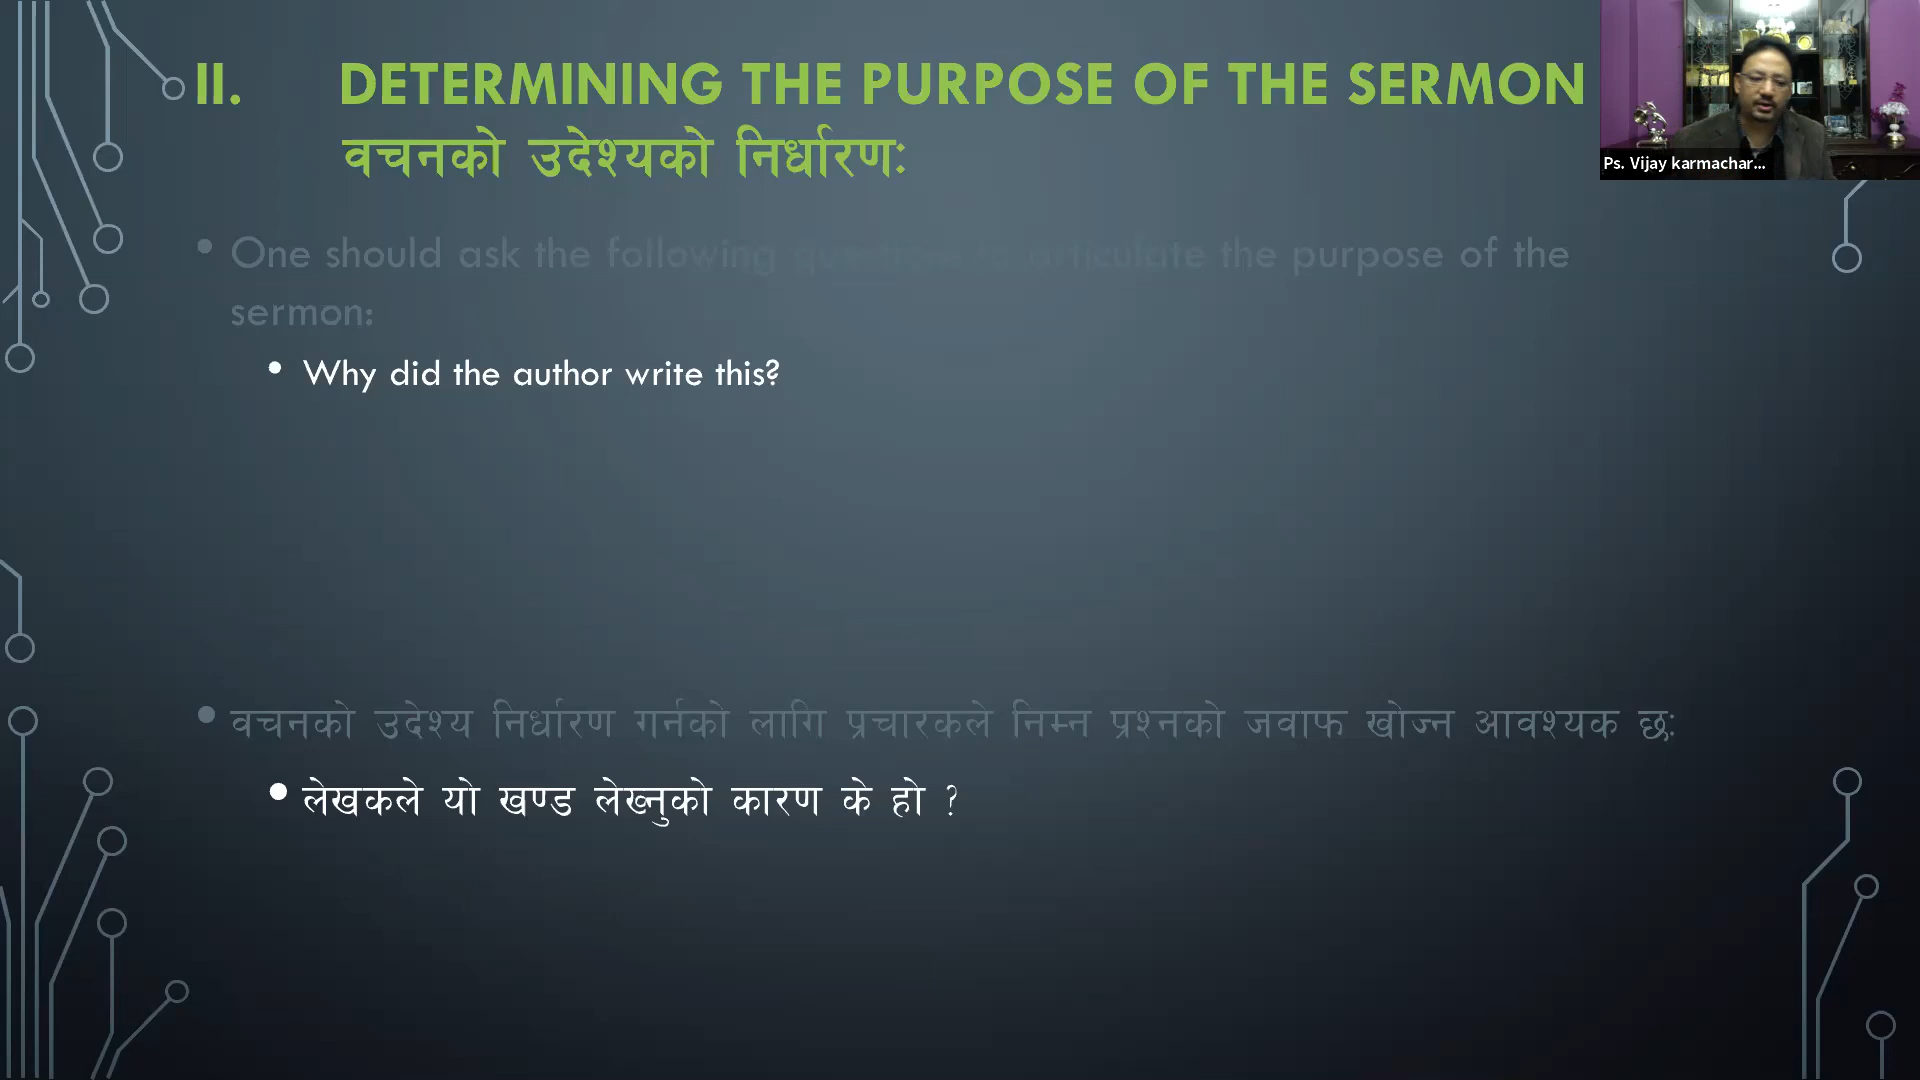 II. DETERMINING THE PURPOSE OF THE SERMON
वचनको उदेश्यको निर्धारणः
Ps. Vijay karmachar...
• One should ask the following questions to articulate the purpose of the
sermon:
• Why did the author write this?
• वचनको उदेश्य निर्धारण गर्नको लागि प्रचारकले निम्न प्रश्नको जवाफ खोज्न आवश्यक छः
• लेखकले यो खण्ड लेख्नुको कारण के हो ?